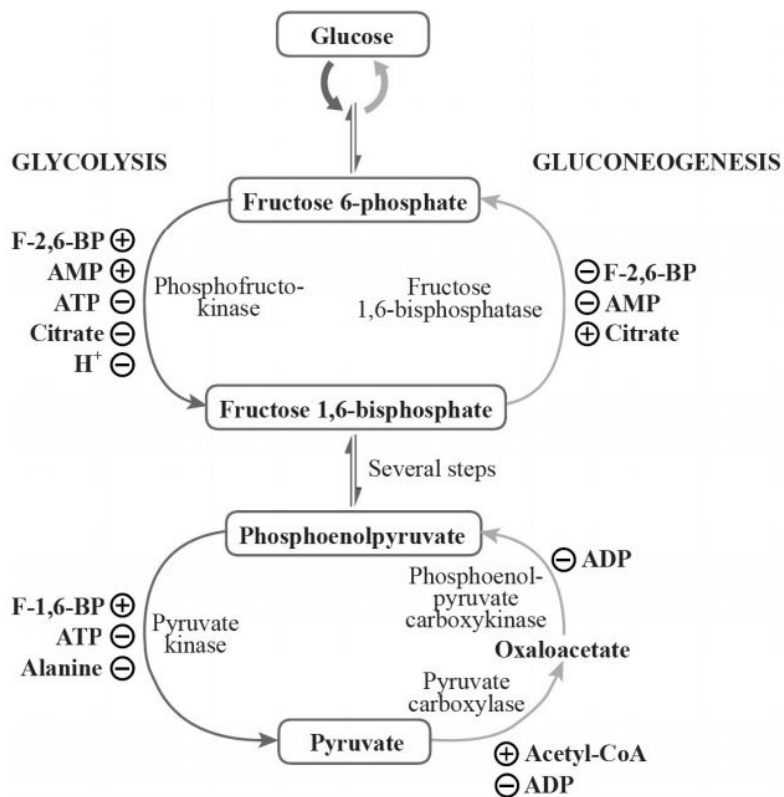 Glucose
GLYCOLYSIS
GLUCONEOGENESIS
Fructose 6-phosphate
F-2,6-BP ⊕
AMP ⊕
ATP ⊖
Citrate ⊖
H⁺ ⊖
Phosphofructo-
kinase
Fructose
1,6-bisphosphatase
⊖ F-2,6-BP
⊖ AMP
⊕ Citrate
Fructose 1,6-bisphosphate
Several steps
Phosphoenolpyruvate
F-1,6-BP ⊕
ATP ⊖
Alanine ⊖
Pyruvate
kinase
Phosphoenol-
pyruvate
carboxykinase
⊖ ADP
Oxaloacetate
Pyruvate
carboxylase
Pyruvate
⊕ Acetyl-CoA
⊖ ADP